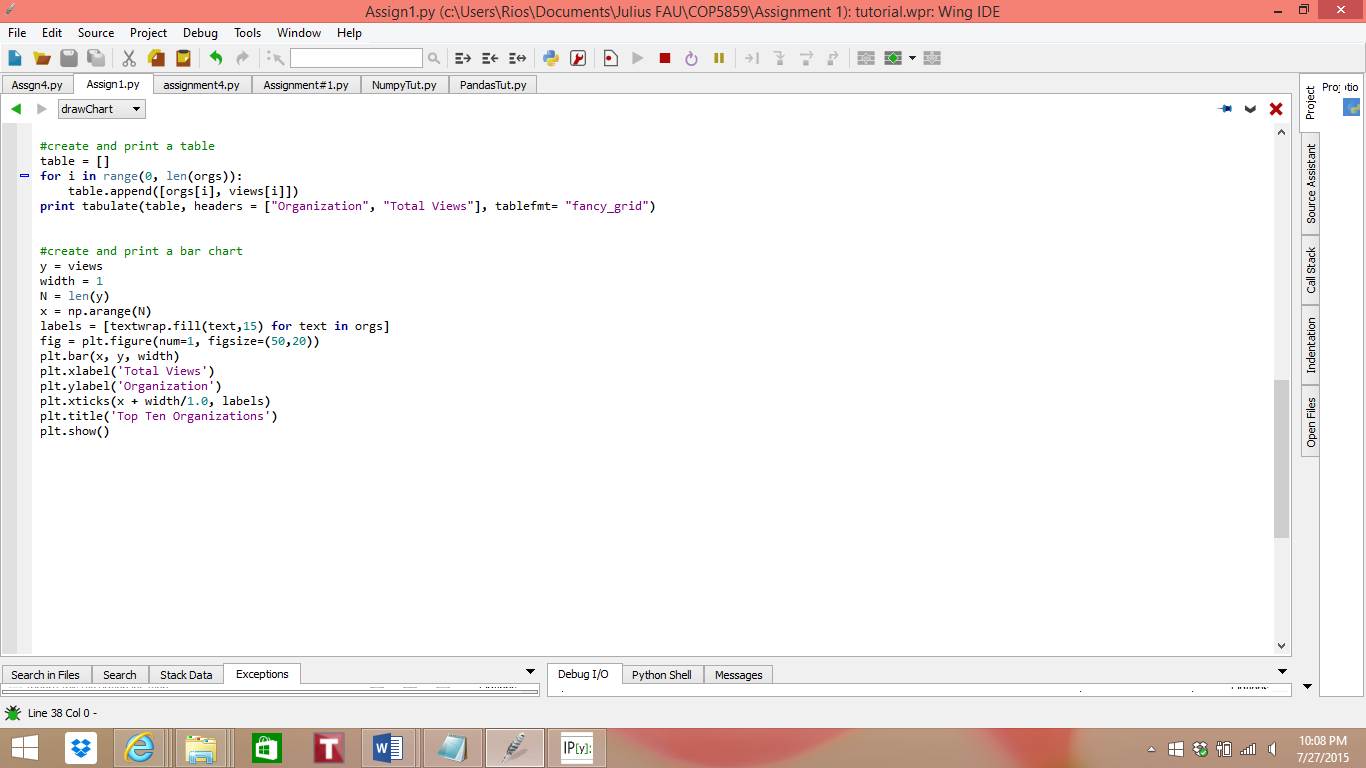 Assign1.py (c:\Users\Rios\Documents\Julius FAU\COP5859\Assignment 1): tutorial.wpr: Wing IDE
File Edit Source Project Debug Tools Window Help
Assgn4.py Assign1.py assignment4.py Assignment#1.py NumpyTut.py PandasTut.py
drawChart
#create and print a table
table = []
for i in range(0, len(orgs)):
    table.append([orgs[i], views[i]])
print tabulate(table, headers = ["Organization", "Total Views"], tablefmt= "fancy_grid")
#create and print a bar chart
y = views
width = 1
N = len(y)
x = np.arange(N)
labels = [textwrap.fill(text,15) for text in orgs]
fig = plt.figure(num=1, figsize=(50,20))
plt.bar(x, y, width)
plt.xlabel('Total Views')
plt.ylabel('Organization')
plt.xticks(x + width/1.0, labels)
plt.title('Top Ten Organizations')
plt.show()
Project
Source Assistant
Call Stack
Indentation
Open Files
Search in Files Search Stack Data Exceptions
Debug I/O Python Shell Messages
Line 38 Col 0 -
T
W
IP[y]:
10:08 PM
7/27/2015